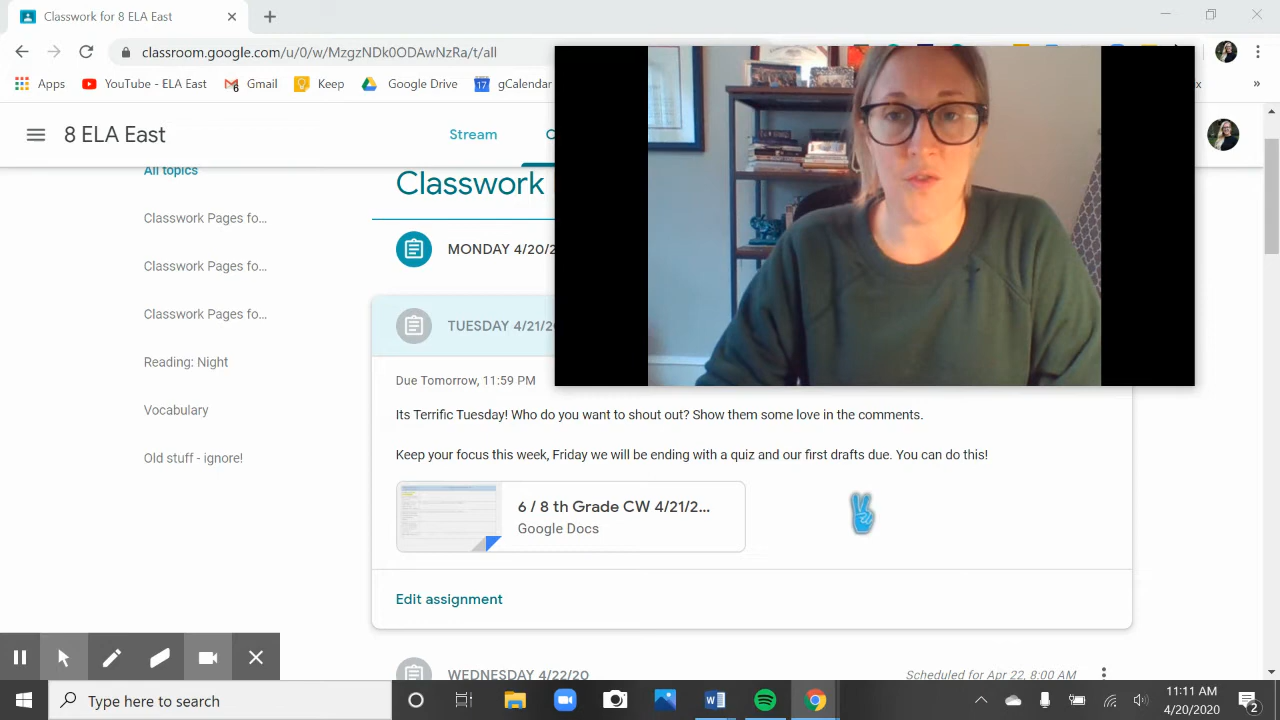 Classwork for 8 ELA East
classroom.google.com/u/0/w/MzgzNDk0ODAwNzRa/t/all
Apps
YouTube - ELA East
Gmail
Keep
Google Drive
17
gCalendar
8 ELA East
Stream
All topics
Classwork Pages fo...
Classwork Pages fo...
Classwork Pages fo...
Reading: Night
Vocabulary
Old stuff - ignore!
Classwork
MONDAY 4/20/2
TUESDAY 4/21/20
Due Tomorrow, 11:59 PM
Its Terrific Tuesday! Who do you want to shout out? Show them some love in the comments.
Keep your focus this week, Friday we will be ending with a quiz and our first drafts due. You can do this!
6 / 8 th Grade CW 4/21/2...
Google Docs
Edit assignment
WEDNESDAY 4/22/20
Scheduled for Apr 22, 8:00 AM
Type here to search
11:11 AM
4/20/2020
2